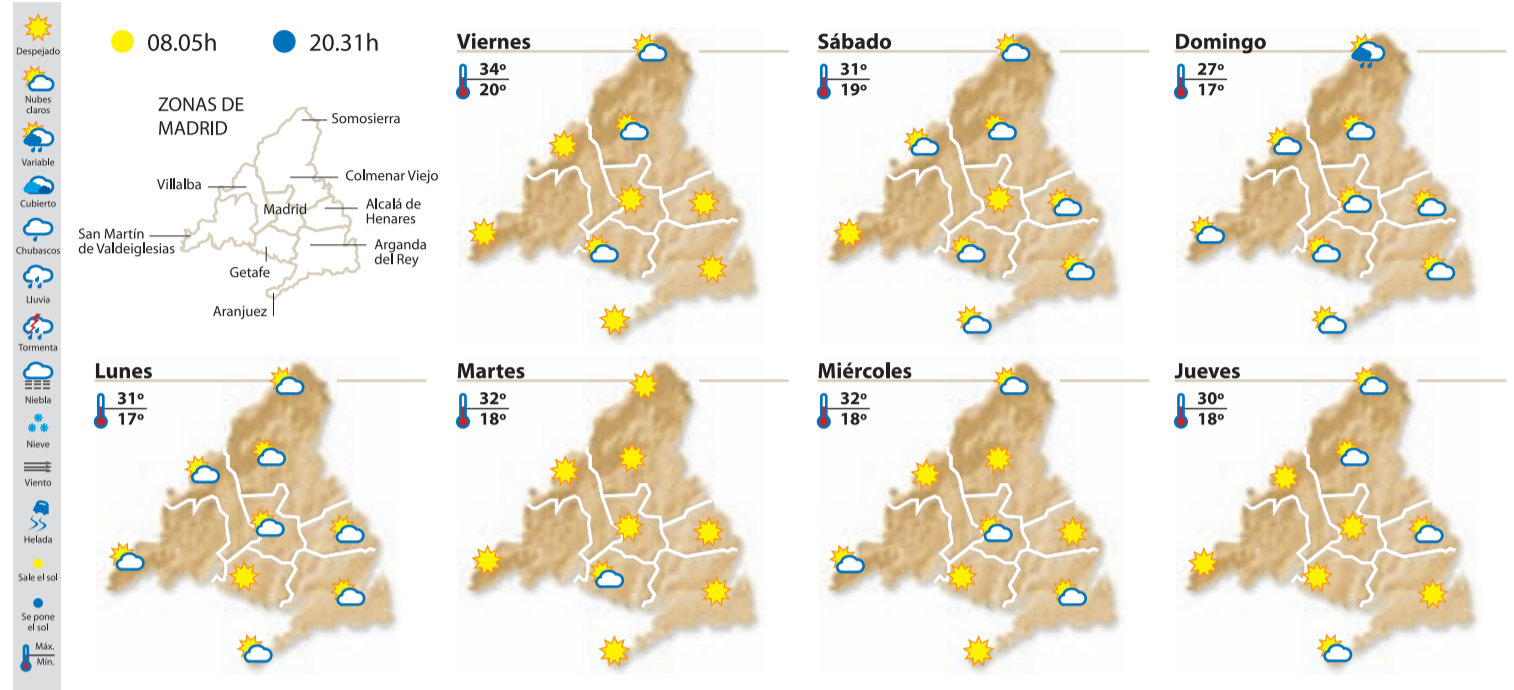 Despejado
Nubes
claros
Variable
Cubierto
Chubascos
Lluvia
Tormenta
Niebla
Nieve
Viento
Helada
Sale el sol
Se pone
el sol
Máx.
Mín.
08.05h
20.31h
ZONAS DE
MADRID
Somosierra
Colmenar Viejo
Villalba
Madrid
Alcalá de
Henares
San Martín
de Valdeiglesias
Arganda
del Rey
Getafe
Aranjuez
Viernes
34º
20º
Sábado
31º
19º
Domingo
27º
17º
Lunes
31º
17º
Martes
32º
18º
Miércoles
32º
18º
Jueves
30º
18º